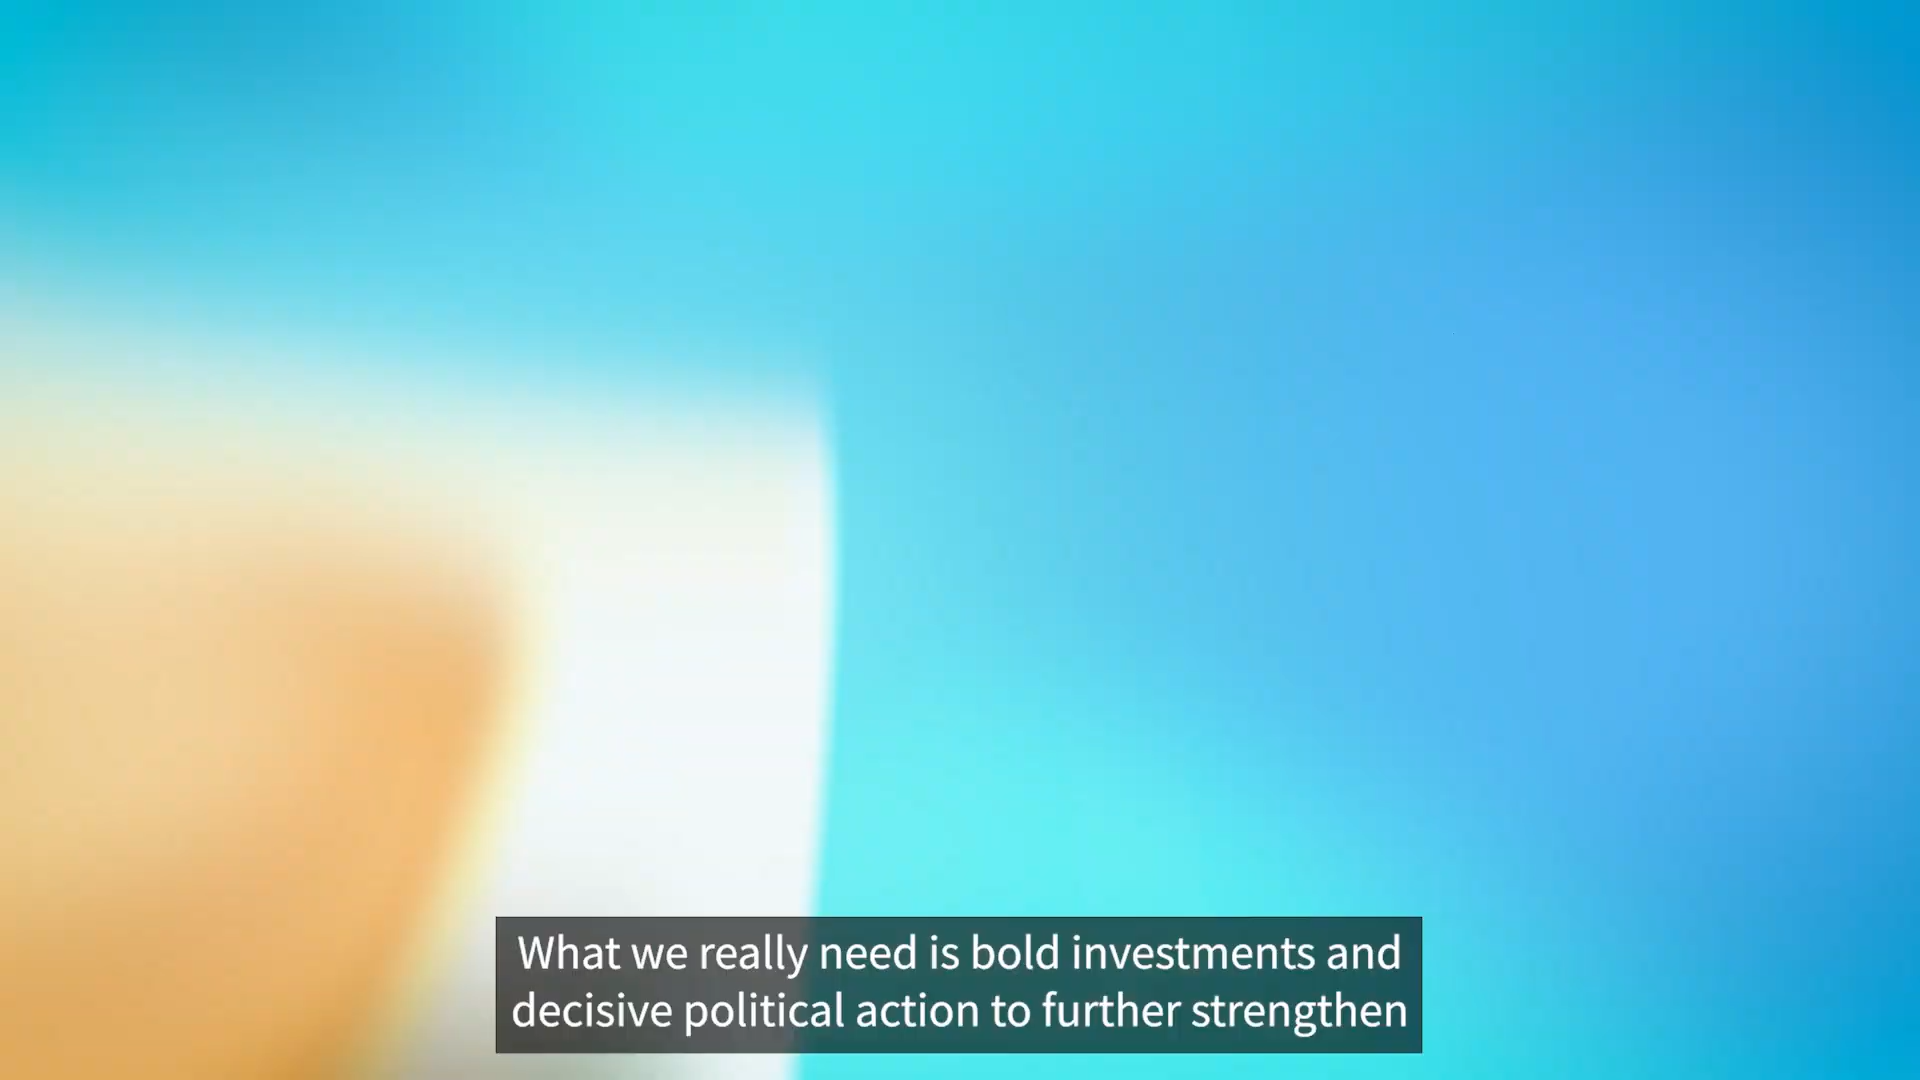 What we really need is bold investments and
decisive political action to further strengthen